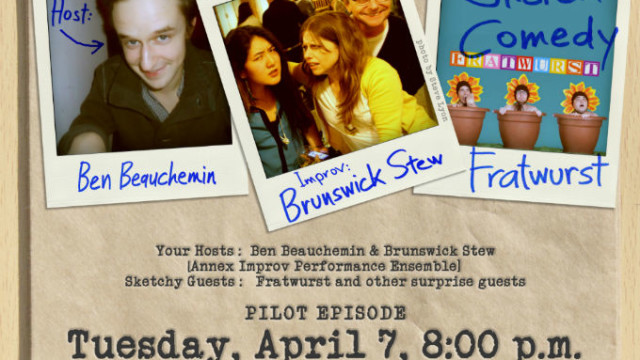 Host:
Sketch
Comedy
FRATWURST
photo by Steve Lyon
Ben Beauchemin
Improv:
Brunswick Stew
Fratwurst
Your Hosts : Ben Beauchemin & Brunswick Stew
[Annex Improv Performance Ensemble]
Sketchy Guests : Fratwurst and other surprise guests
PILOT EPISODE
Tuesday, April 7, 8:00 p.m.